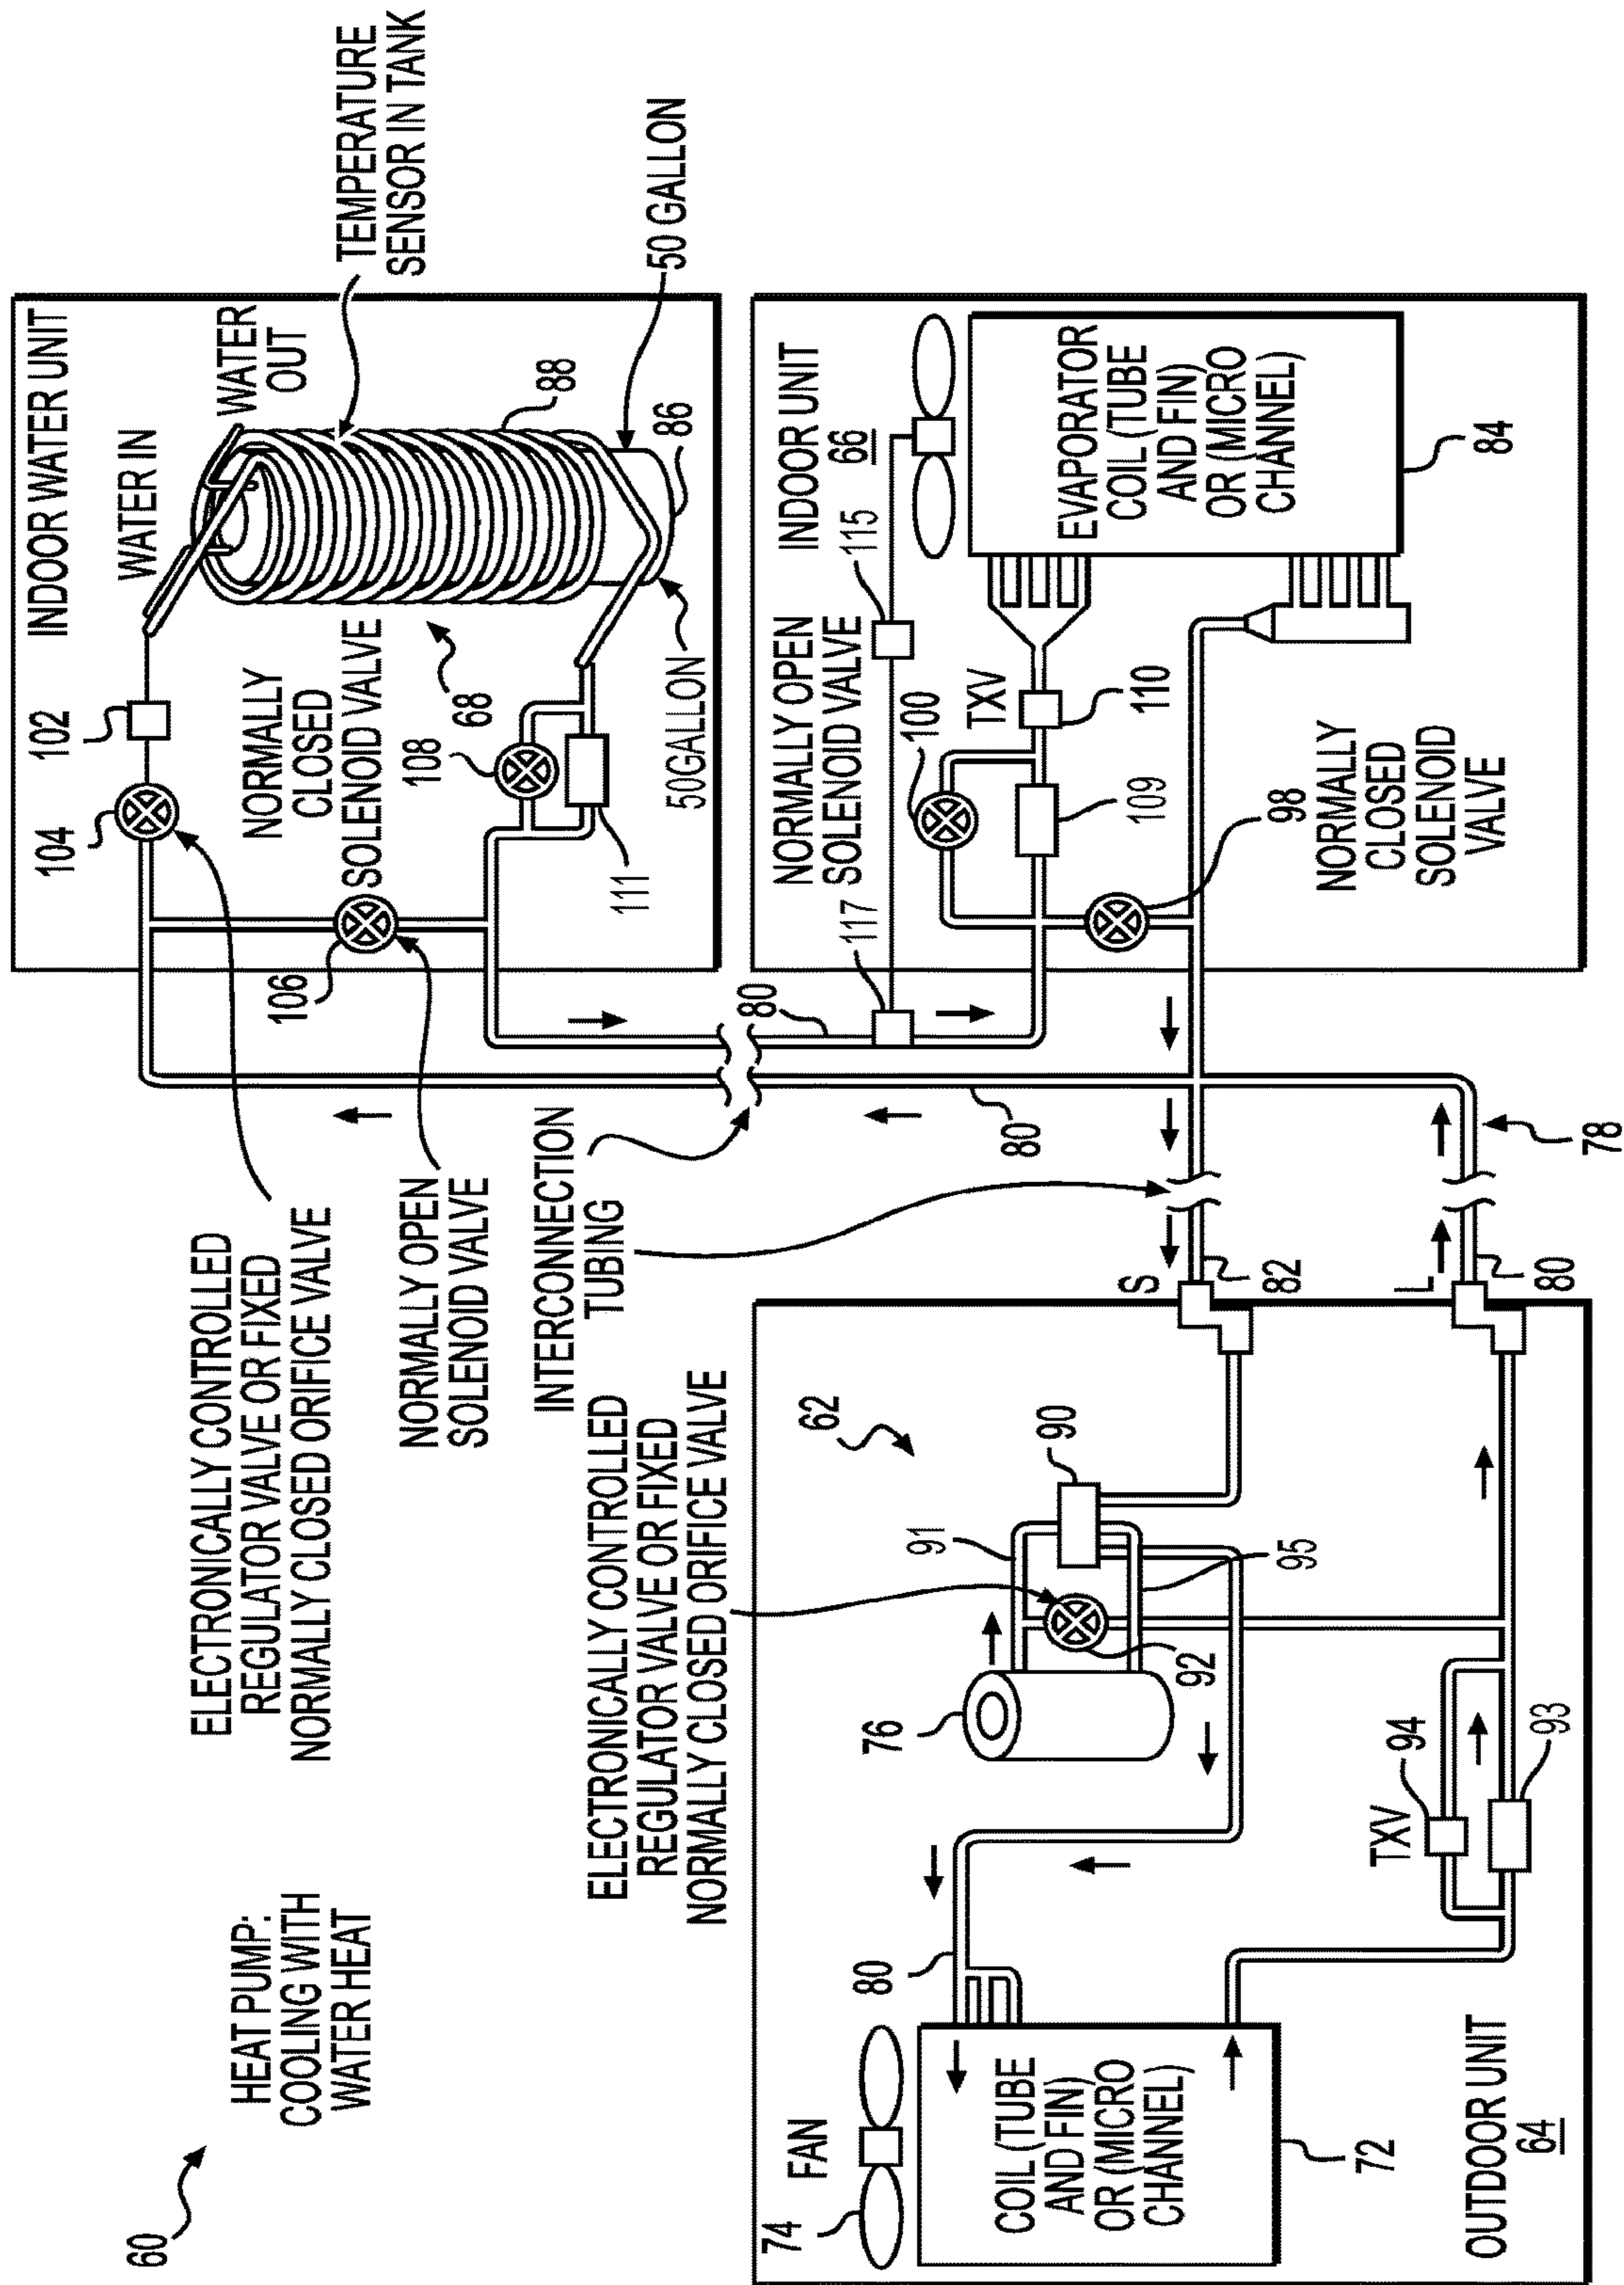 60
HEAT PUMP:
COOLING WITH
WATER HEAT
ELECTRONICALLY CONTROLLED
REGULATOR VALVE OR FIXED
NORMALLY CLOSED ORIFICE VALVE
NORMALLY OPEN
SOLENOID VALVE
INTERCONNECTION
TUBING
ELECTRONICALLY CONTROLLED
REGULATOR VALVE OR FIXED
NORMALLY CLOSED ORIFICE VALVE
INDOOR WATER UNIT
WATER IN
WATER
OUT
TEMPERATURE
SENSOR IN TANK
50 GALLON
102
104
NORMALLY
CLOSED
SOLENOID VALVE
106
108
68
88
86
50GALLON
111
80
117
NORMALLY OPEN
SOLENOID VALVE
115
INDOOR UNIT
66
100
TXV
110
109
EVAPORATOR
COIL (TUBE
AND FIN)
OR (MICRO
CHANNEL)
84
98
NORMALLY
CLOSED
SOLENOID
VALVE
80
78
S
82
L
80
62
90
91
95
92
76
TXV
94
93
80
FAN
74
COIL (TUBE
AND FIN)
OR (MICRO
CHANNEL)
72
OUTDOOR UNIT
64